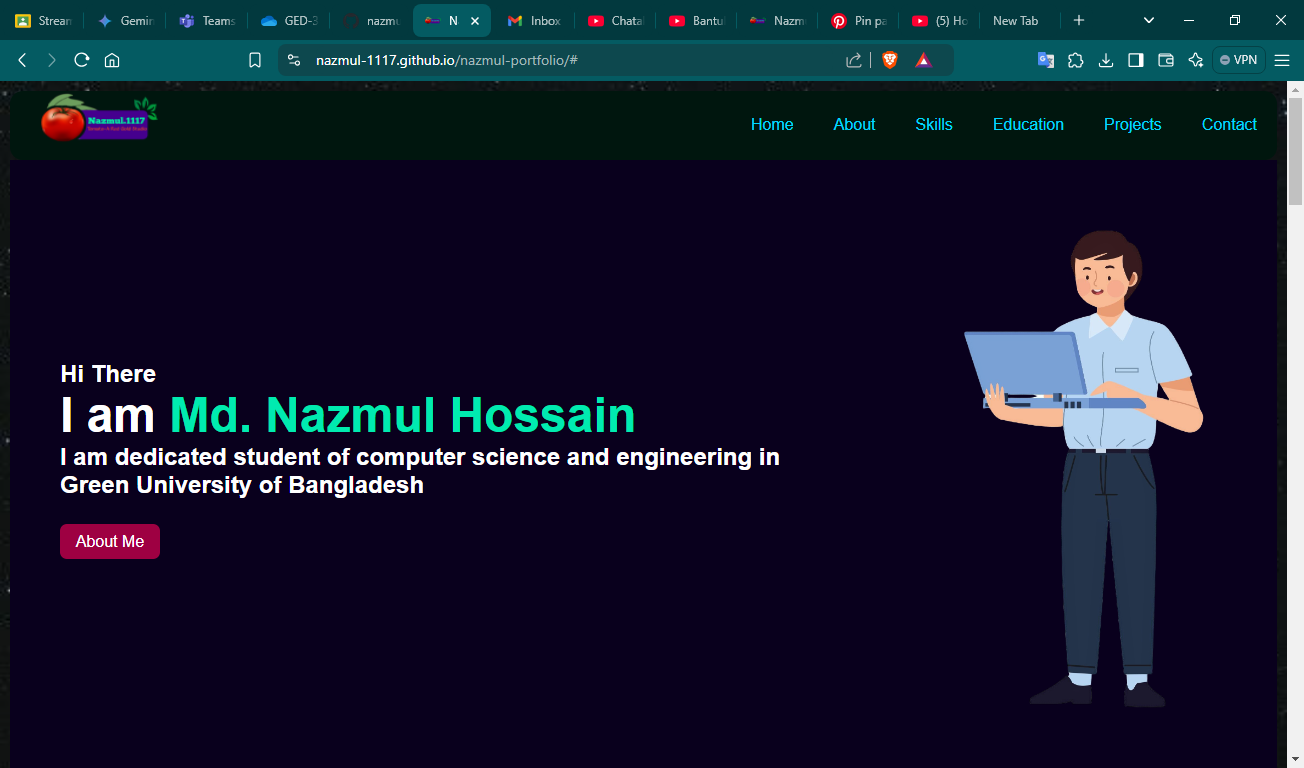 Stream
Gemin
Teams
GED-3
nazmu
N
Inbox
Chata
Bantu
Nazm
Pin pa
(5) Ho
New Tab
nazmul-1117.github.io/nazmul-portfolio/#
VPN
Nazmul.1117
Home
About
Skills
Education
Projects
Contact
Hi There
I am Md. Nazmul Hossain
I am dedicated student of computer science and engineering in
Green University of Bangladesh
About Me